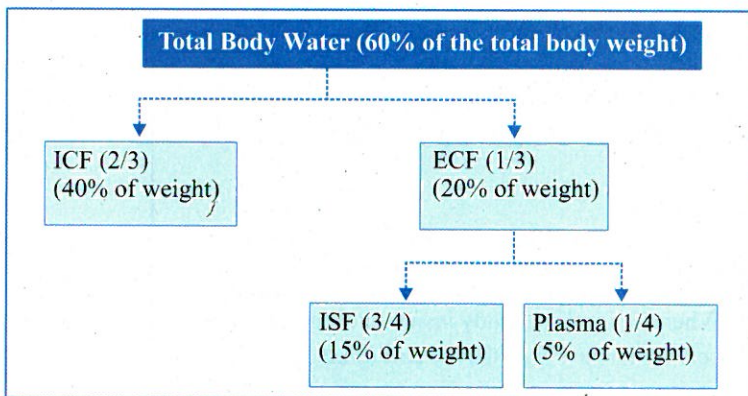 Total Body Water (60% of the total body weight)
ICF (2/3)
(40% of weight)
ECF (1/3)
(20% of weight)
ISF (3/4)
(15% of weight)
Plasma (1/4)
(5% of weight)